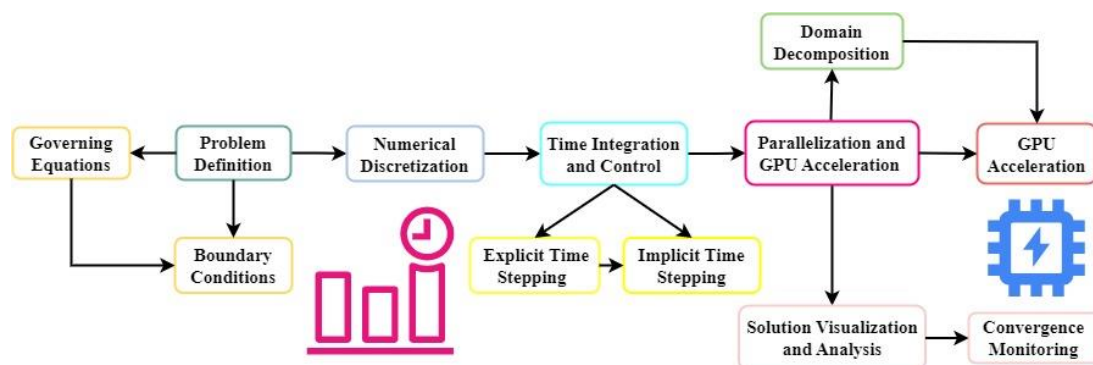 Domain
Decomposition
Governing
Equations
Problem
Definition
Numerical
Discretization
Time Integration
and Control
Parallelization and
GPU Acceleration
GPU
Acceleration
Boundary
Conditions
Explicit Time
Stepping
Implicit Time
Stepping
Solution Visualization
and Analysis
Convergence
Monitoring